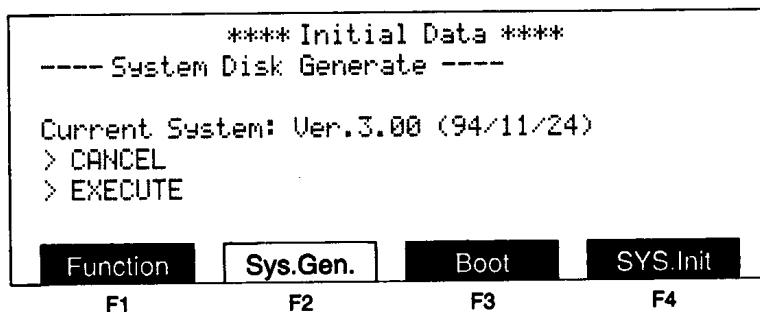 **** Initial Data ****
---- System Disk Generate ----
Current System: Ver.3.00 (94/11/24)
> CANCEL
> EXECUTE
Function Sys.Gen. Boot SYS.Init
F1 F2 F3 F4